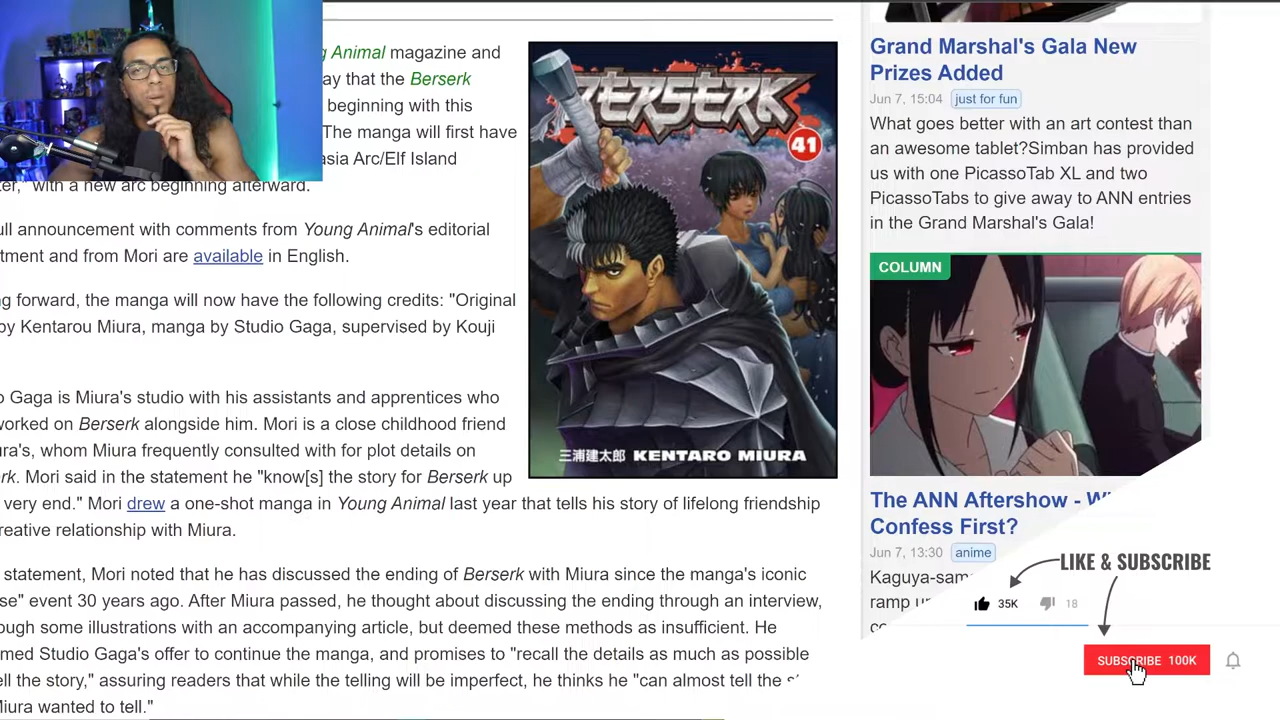 g Animal magazine and
ay that the Berserk
beginning with this
The manga will first have
asia Arc/Elf Island
ter," with a new arc beginning afterward.
ull announcement with comments from Young Animal's editorial
tment and from Mori are available in English.
g forward, the manga will now have the following credits: "Original
by Kentarou Miura, manga by Studio Gaga, supervised by Kouji
o Gaga is Miura's studio with his assistants and apprentices who
worked on Berserk alongside him. Mori is a close childhood friend
ura's, whom Miura frequently consulted with for plot details on
rk. Mori said in the statement he "know[s] the story for Berserk up
very end." Mori drew a one-shot manga in Young Animal last year that tells his story of lifelong friendship
reative relationship with Miura.
statement, Mori noted that he has discussed the ending of Berserk with Miura since the manga's iconic
se" event 30 years ago. After Miura passed, he thought about discussing the ending through an interview,
ough some illustrations with an accompanying article, but deemed these methods as insufficient. He
med Studio Gaga's offer to continue the manga, and promises to "recall the details as much as possible
ell the story," assuring readers that while the telling will be imperfect, he thinks he "can almost tell the s
Miura wanted to tell."
BERSERK
41
三浦建太郎 KENTARO MIURA
Grand Marshal's Gala New
Prizes Added
Jun 7, 15:04 just for fun
What goes better with an art contest than
an awesome tablet?Simban has provided
us with one PicassoTab XL and two
PicassoTabs to give away to ANN entries
in the Grand Marshal's Gala!
COLUMN
The ANN Aftershow - W
Confess First?
Jun 7, 13:30 anime
Kaguya-sam
ramp u
co
LIKE & SUBSCRIBE
35K 18
SUBSCRIBE 100K